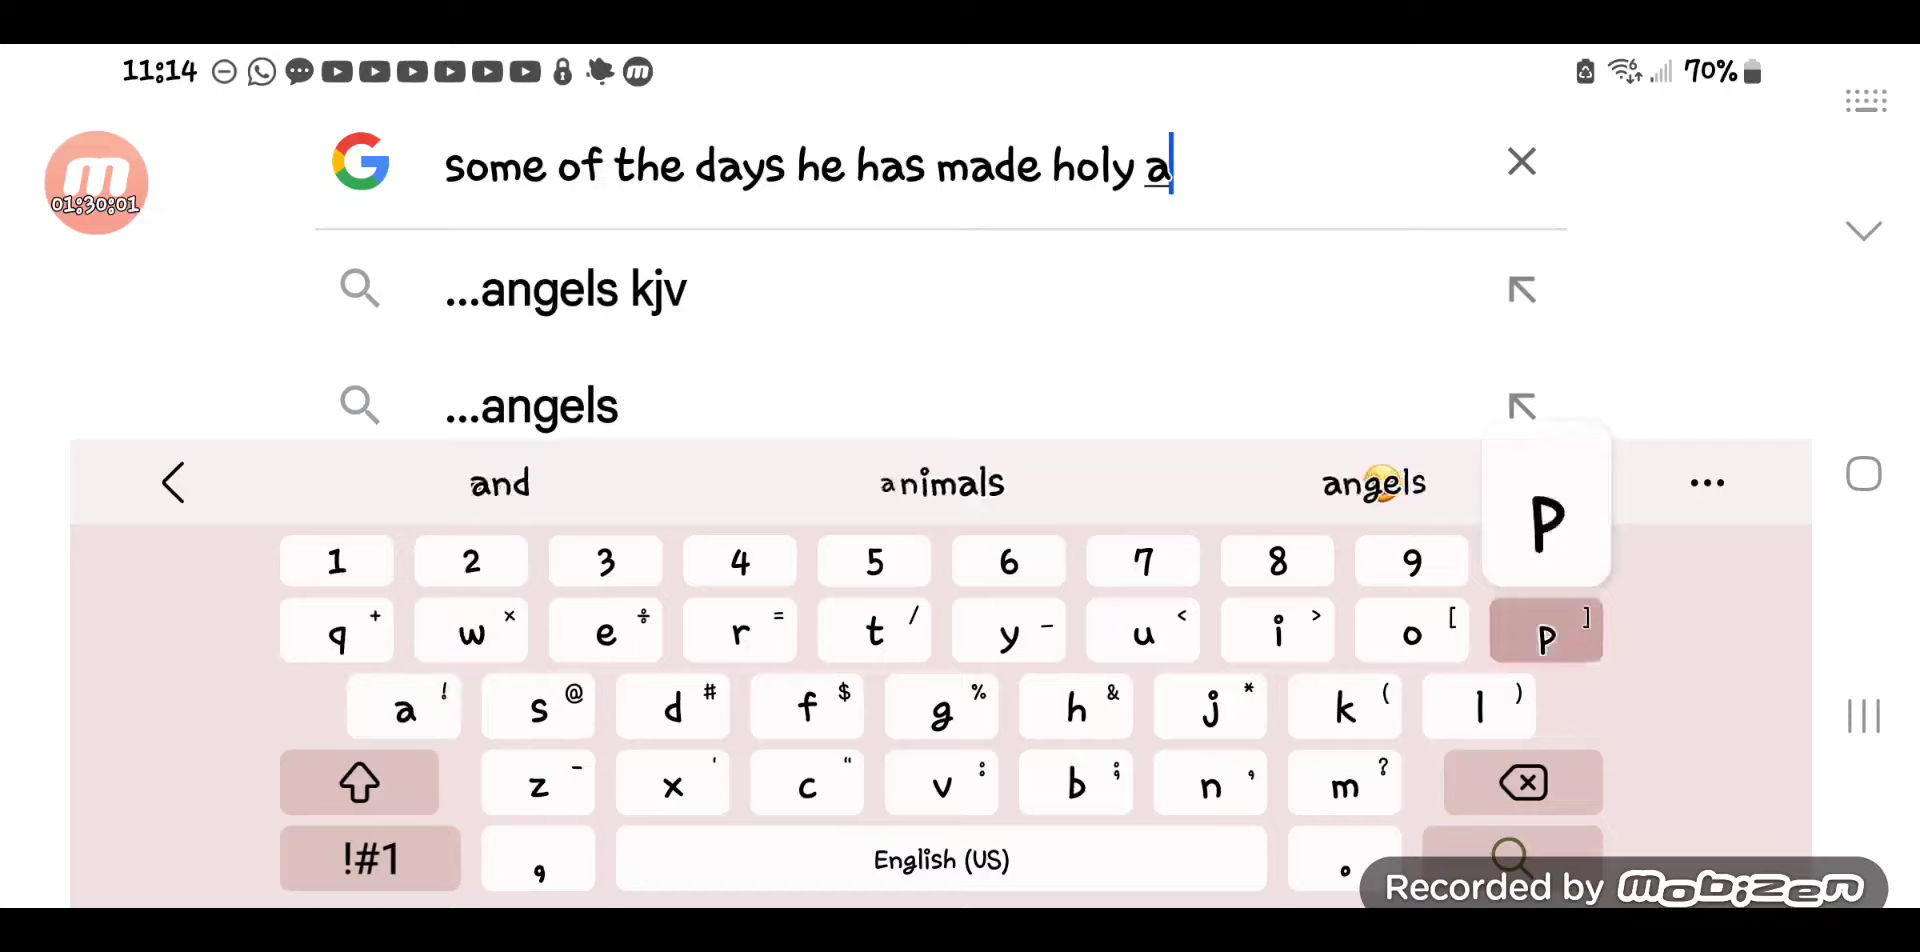 11:14 70%
m
01:30:01
some of the days he has made holy a
...angels kjv
...angels
and animals angels ...
P
1 2 3 4 5 6 7 8 9
q + w × e ÷ r = t / y - u < i > o [ p ]
a ! s @ d # f $ g % h & j * k ( l )
z - x ' c " v : b ; n , m ?
!#1 , English (US) .
Recorded by mobizen